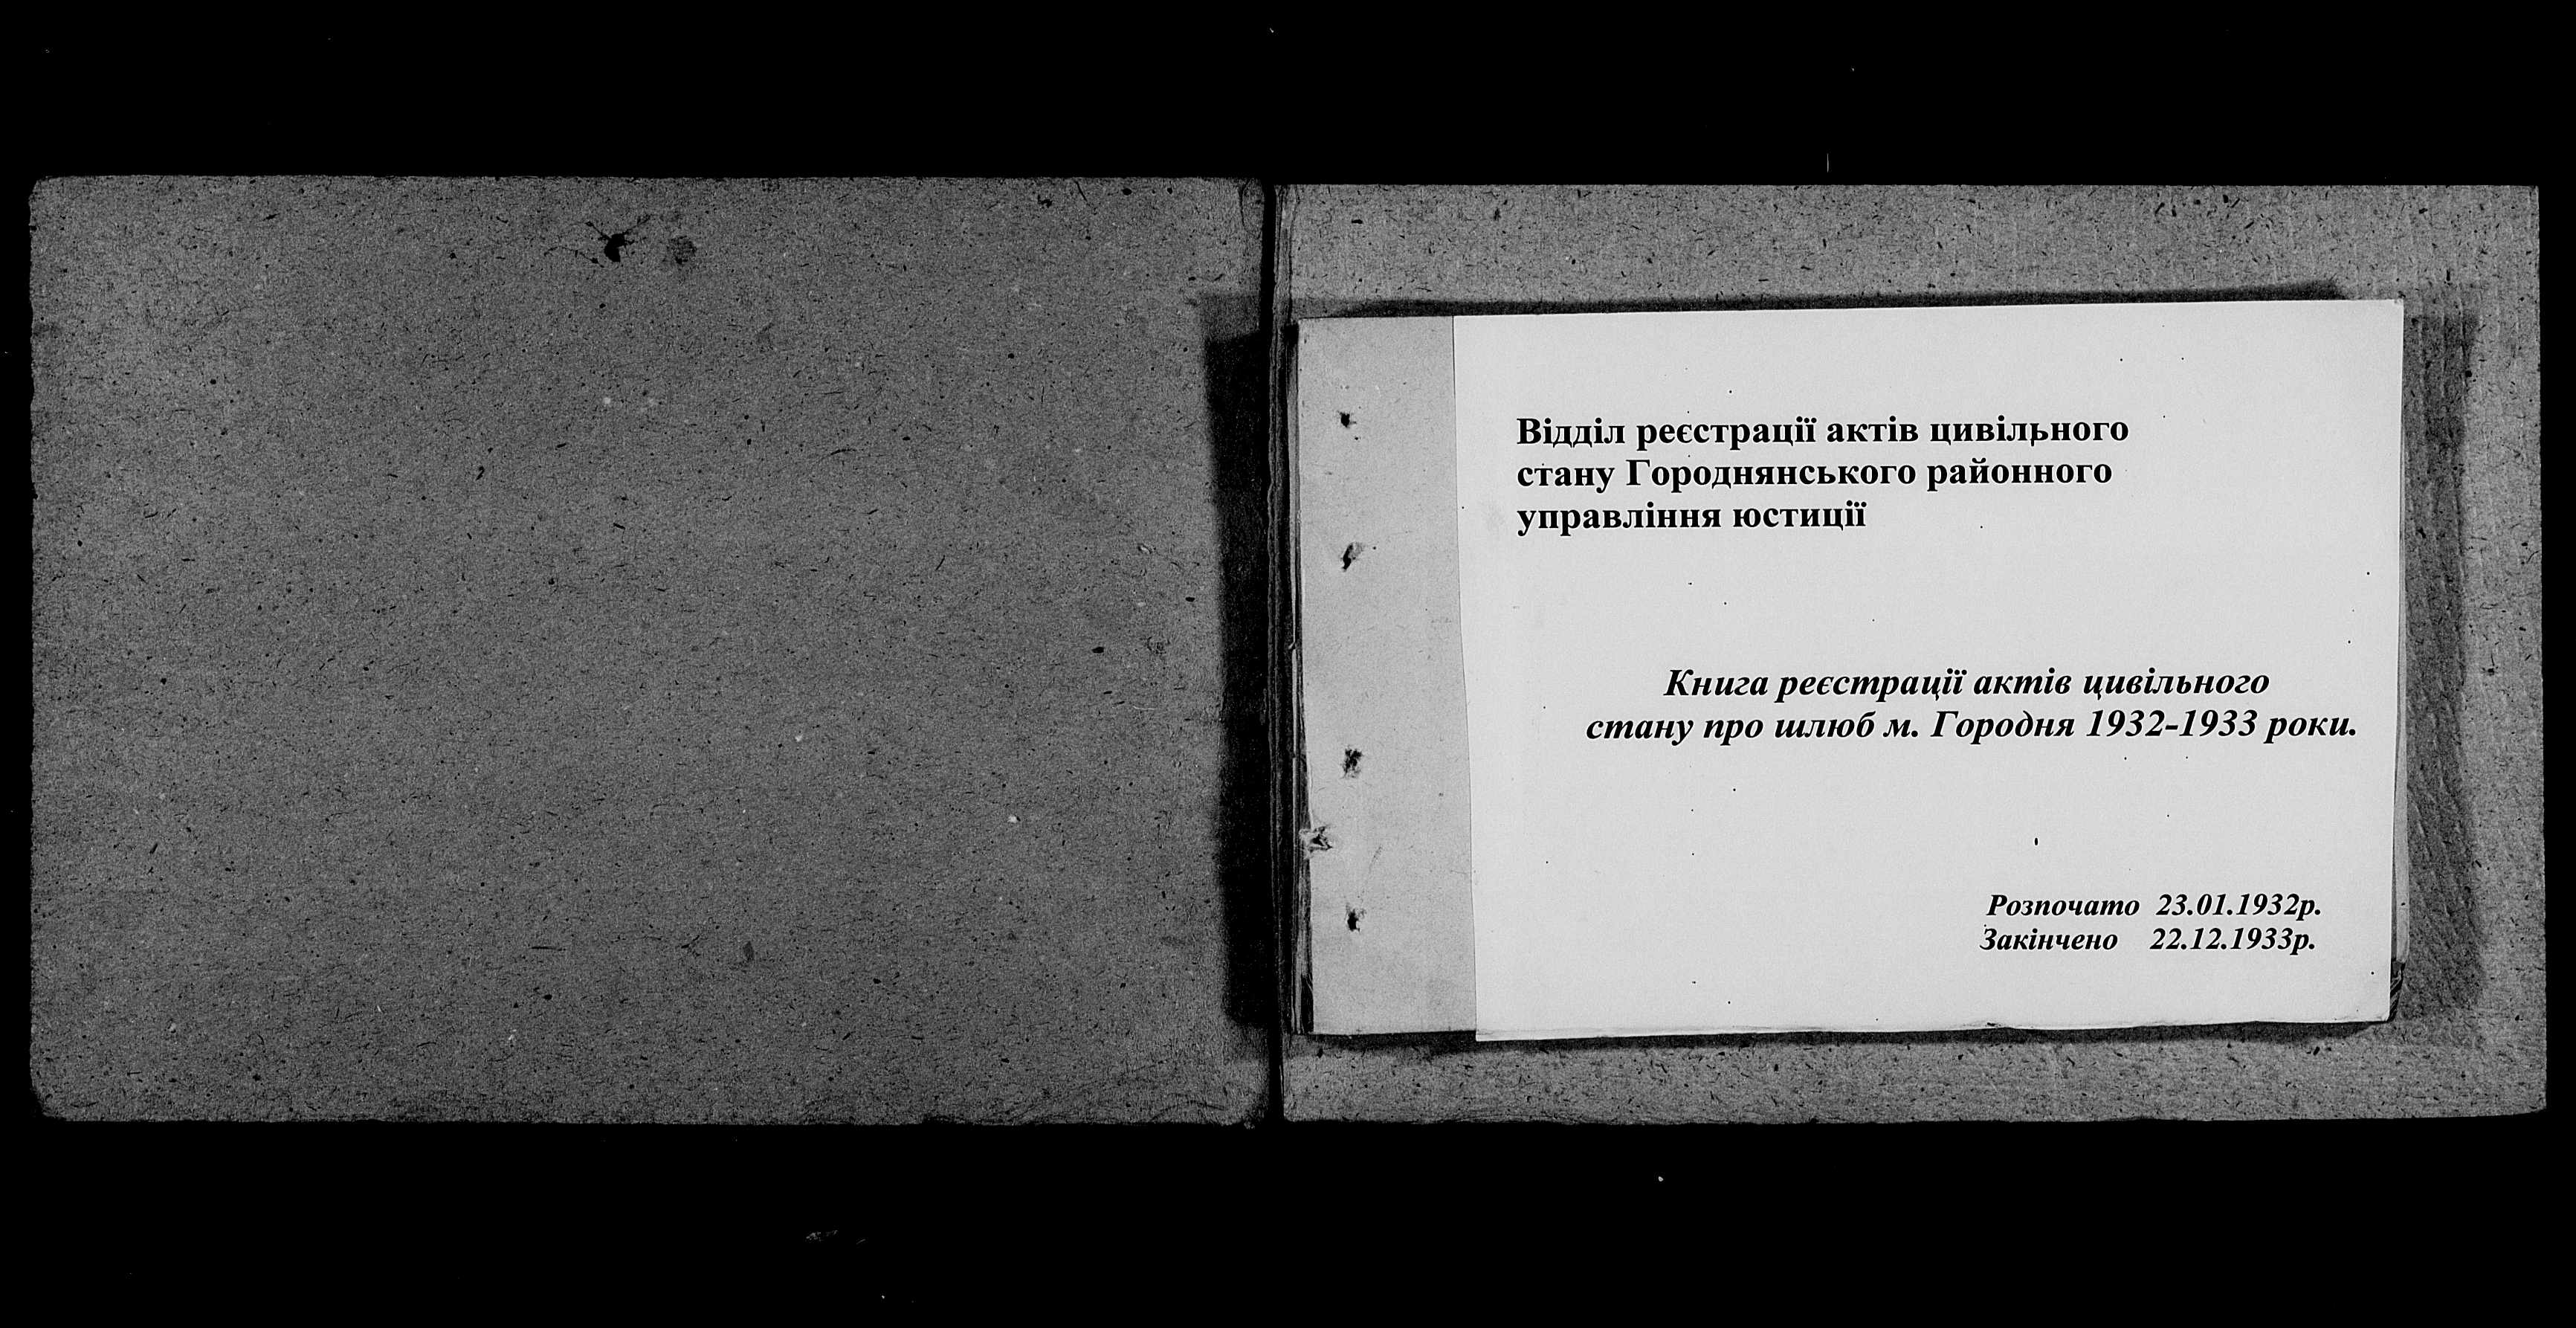 Відділ реєстрації актів цивільного
стану Городнянського районного
управління юстиції
Книга реєстрації актів цивільного
стану про шлюб м. Городня 1932-1933 роки.
Розпочато 23.01.1932р.
Закінчено 22.12.1933р.